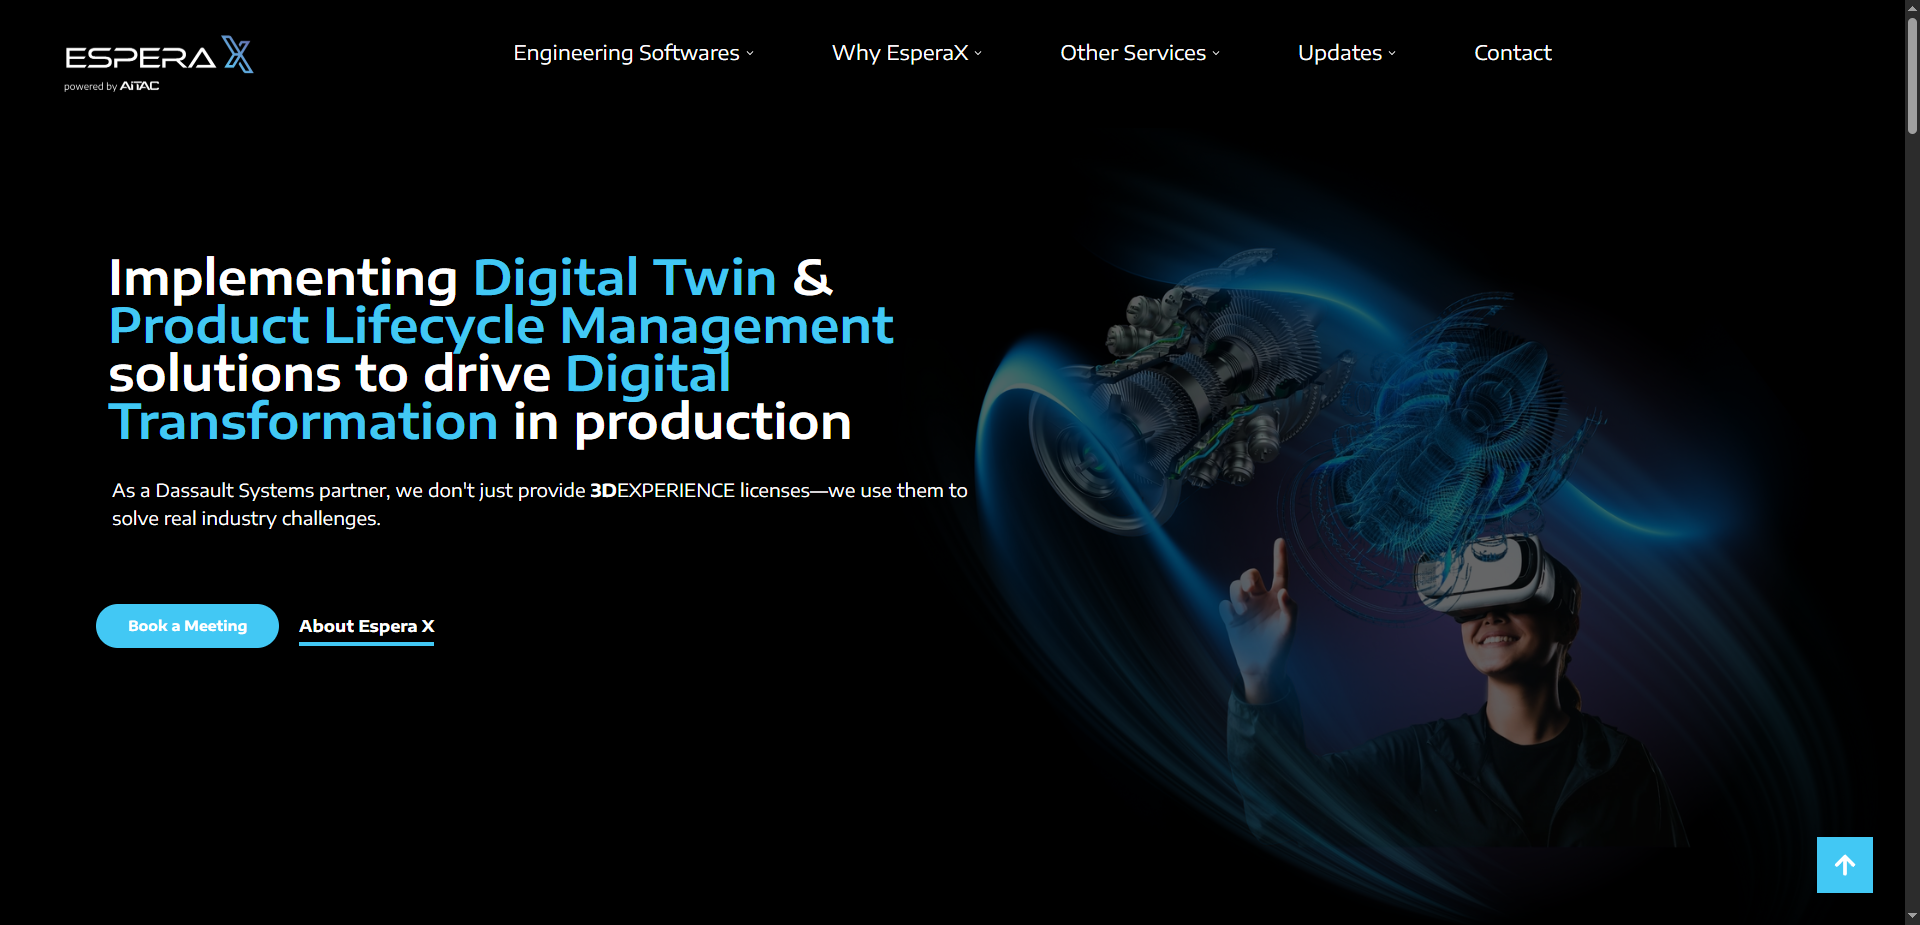 ESPERA X
powered by AiTAC
Engineering Softwares
Why EsperaX
Other Services
Updates
Contact
Implementing Digital Twin &
Product Lifecycle Management
solutions to drive Digital
Transformation in production
As a Dassault Systems partner, we don't just provide 3DEXPERIENCE licenses—we use them to
solve real industry challenges.
Book a Meeting
About Espera X